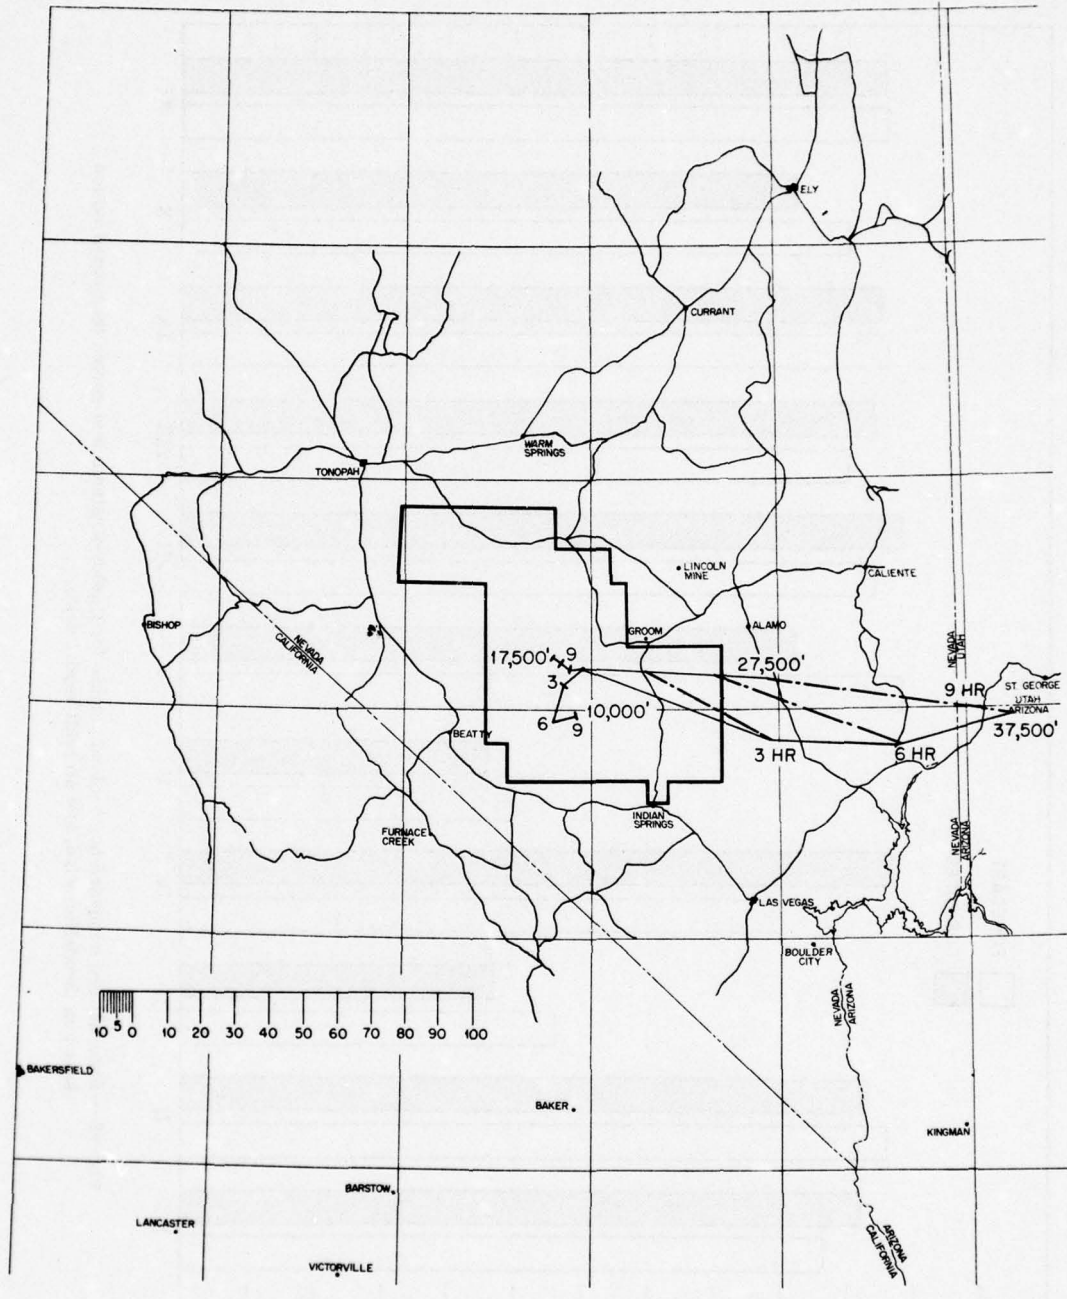 ELY
CURRANT
WARM
SPRINGS
TONOPAH
LINCOLN
MINE
CALIENTE
BISHOP
NEVADA
CALIFORNIA
GROOM
ALAMO
NEVADA
UTAH
17,500'
9
27,500'
3
9 HR
ST. GEORGE
UTAH
ARIZONA
10,000'
6
9
37,500'
BEATTY
3 HR
6 HR
INDIAN
SPRINGS
FURNACE
CREEK
NEVADA
ARIZONA
LAS VEGAS
BOULDER
CITY
NEVADA
ARIZONA
10 5 0 10 20 30 40 50 60 70 80 90 100
BAKERSFIELD
BAKER
KINGMAN
BARSTOW
LANCASTER
VICTORVILLE
ARIZONA
CALIFORNIA